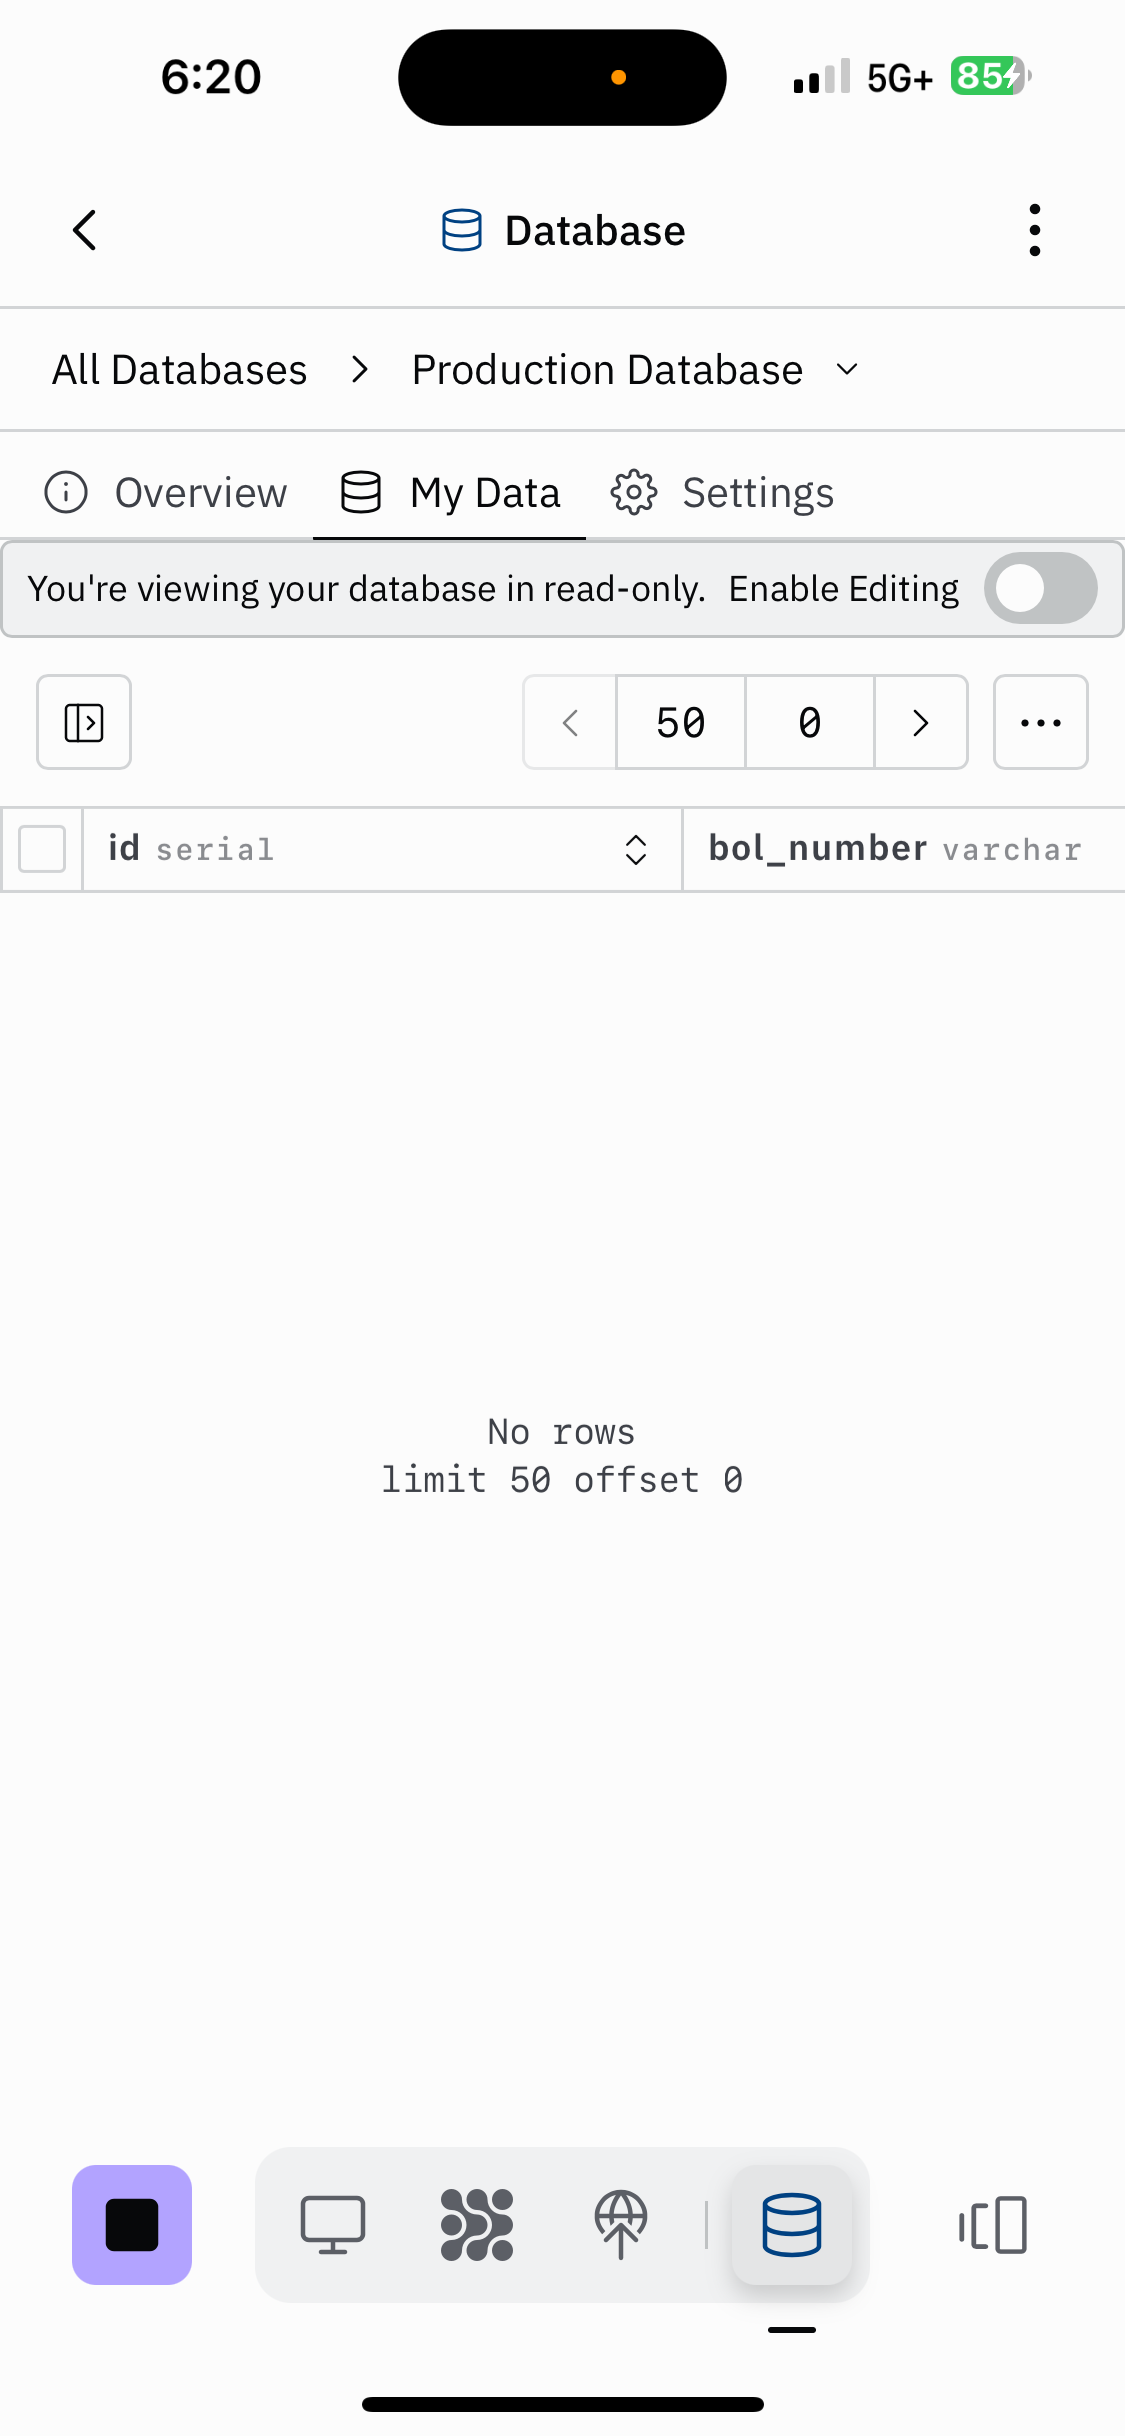 6:20
5G+
85
Database
All Databases
Production Database
Overview
My Data
Settings
You're viewing your database in read-only. Enable Editing
50
0
id serial
bol_number varchar
No rows
limit 50 offset 0